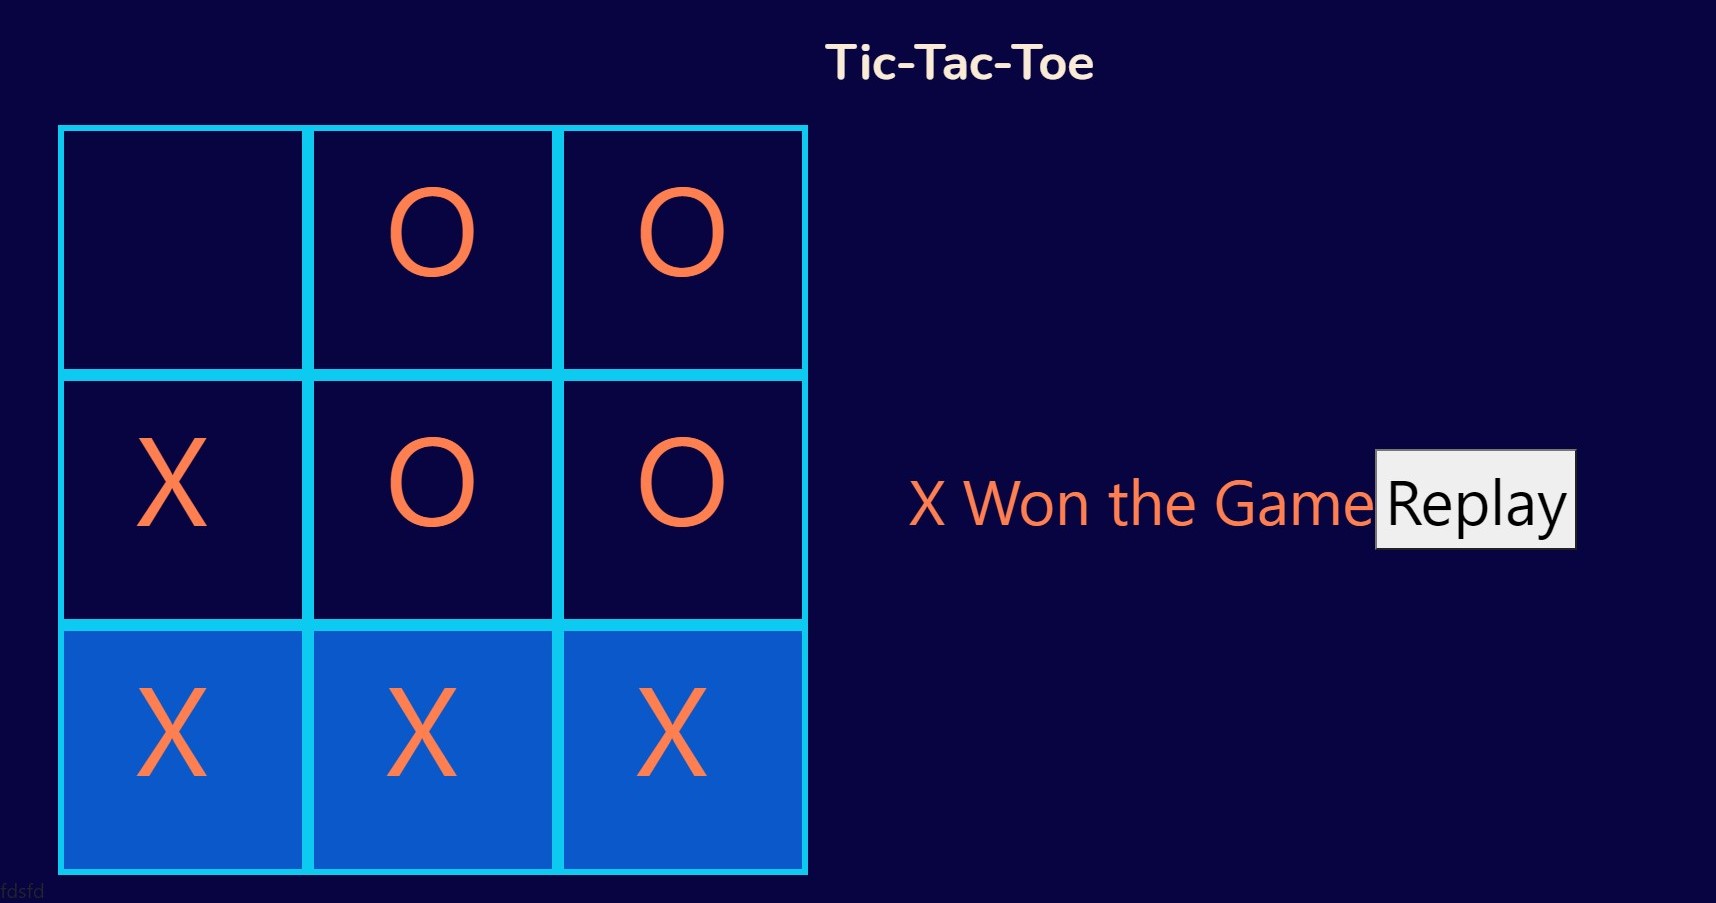 Tic-Tac-Toe
O O
X O O
X Won the Game Replay
X X X
fdsfd